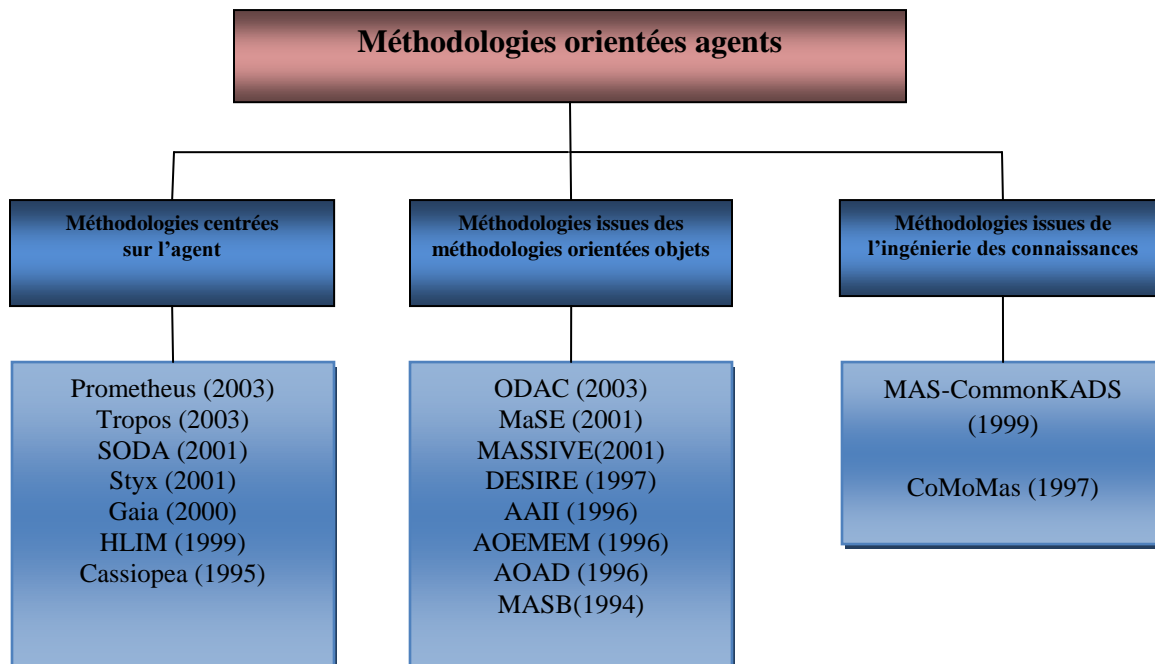 Méthodologies orientées agents
Méthodologies centrées
sur l'agent
Méthodologies issues des
méthodologies orientées objets
Méthodologies issues de
l'ingénierie des connaissances
Prometheus (2003)
Tropos (2003)
SODA (2001)
Styx (2001)
Gaia (2000)
HLIM (1999)
Cassiopea (1995)
ODAC (2003)
MaSE (2001)
MASSIVE(2001)
DESIRE (1997)
AAII (1996)
AOEMEM (1996)
AOAD (1996)
MASB(1994)
MAS-CommonKADS
(1999)
CoMoMas (1997)